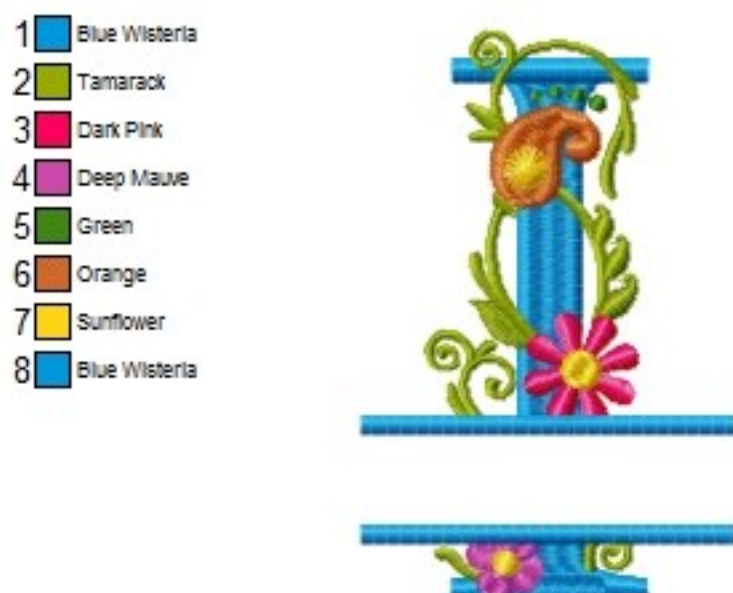 1 Blue Wisteria
2 Tamarack
3 Dark Pink
4 Deep Mauve
5 Green
6 Orange
7 Sunflower
8 Blue Wisteria